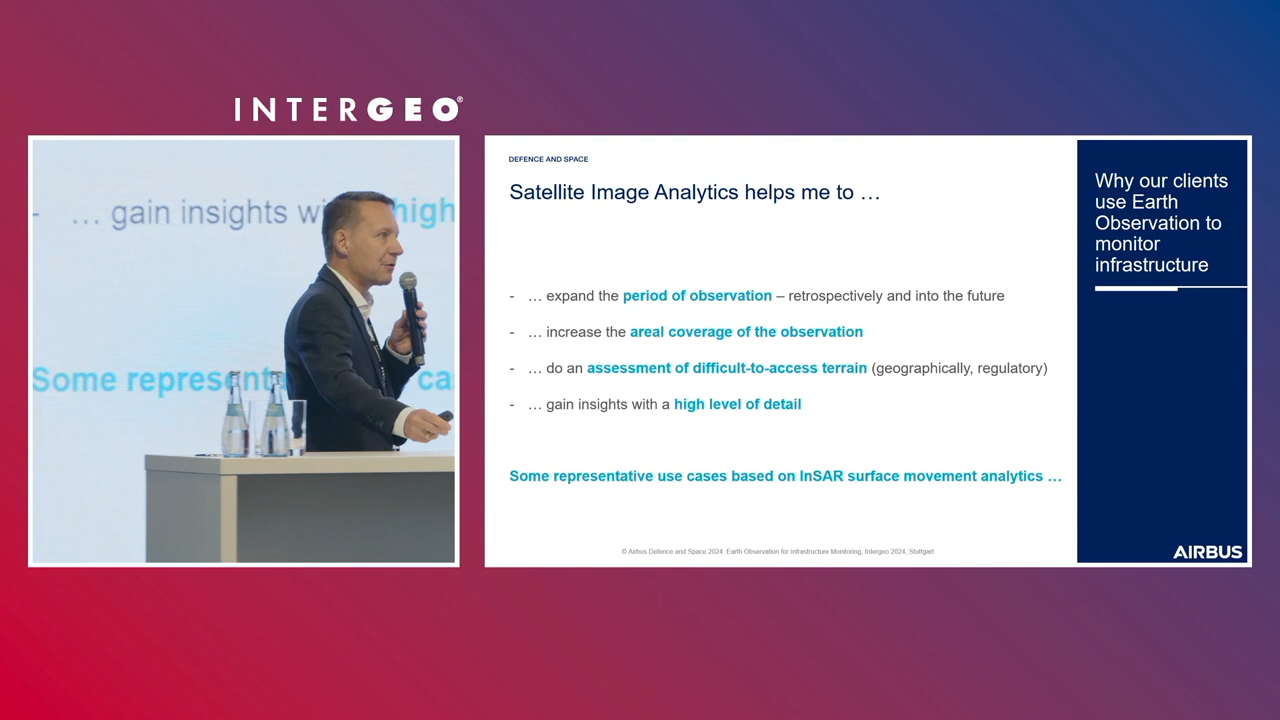 INTERGEO®
- … gain insights wi high
Some represent ca
DEFENCE AND SPACE
Satellite Image Analytics helps me to …
- … expand the period of observation – retrospectively and into the future
- … increase the areal coverage of the observation
- … do an assessment of difficult-to-access terrain (geographically, regulatory)
- … gain insights with a high level of detail
Some representative use cases based on InSAR surface movement analytics …
© Airbus Defence and Space 2024: Earth Observation for Infrastructure Monitoring, Intergeo 2024, Stuttgart
Why our clients
use Earth
Observation to
monitor
infrastructure
AIRBUS